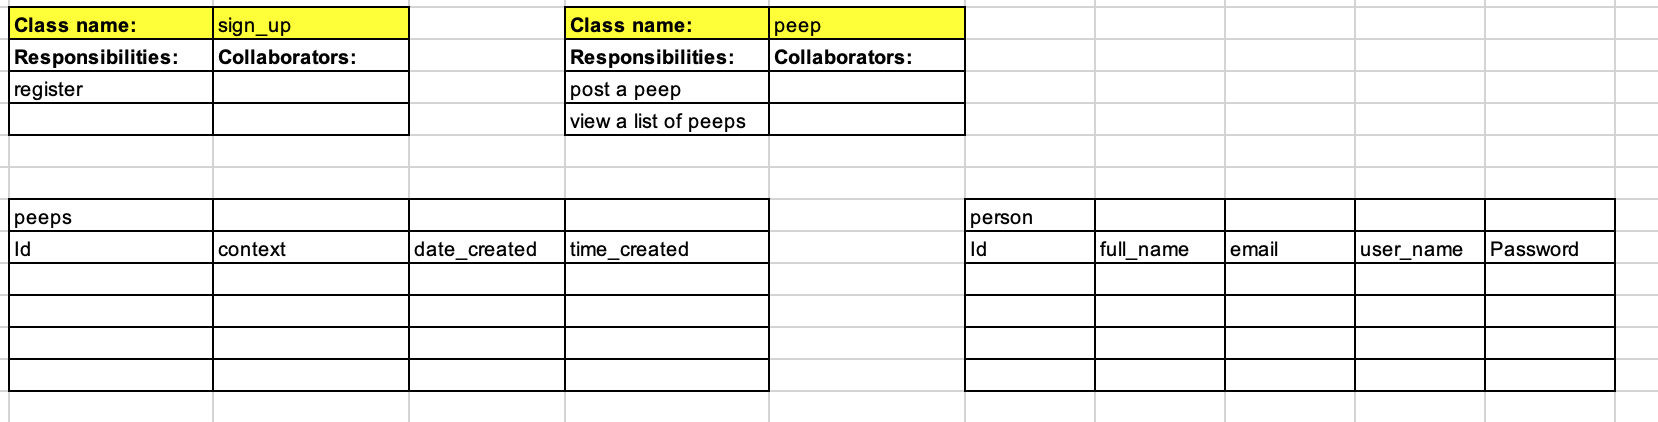 Class name: sign_up Class name: peep
Responsibilities: Collaborators: Responsibilities: Collaborators:
register post a peep
view a list of peeps
peeps person
Id context date_created time_created Id full_name email user_name Password